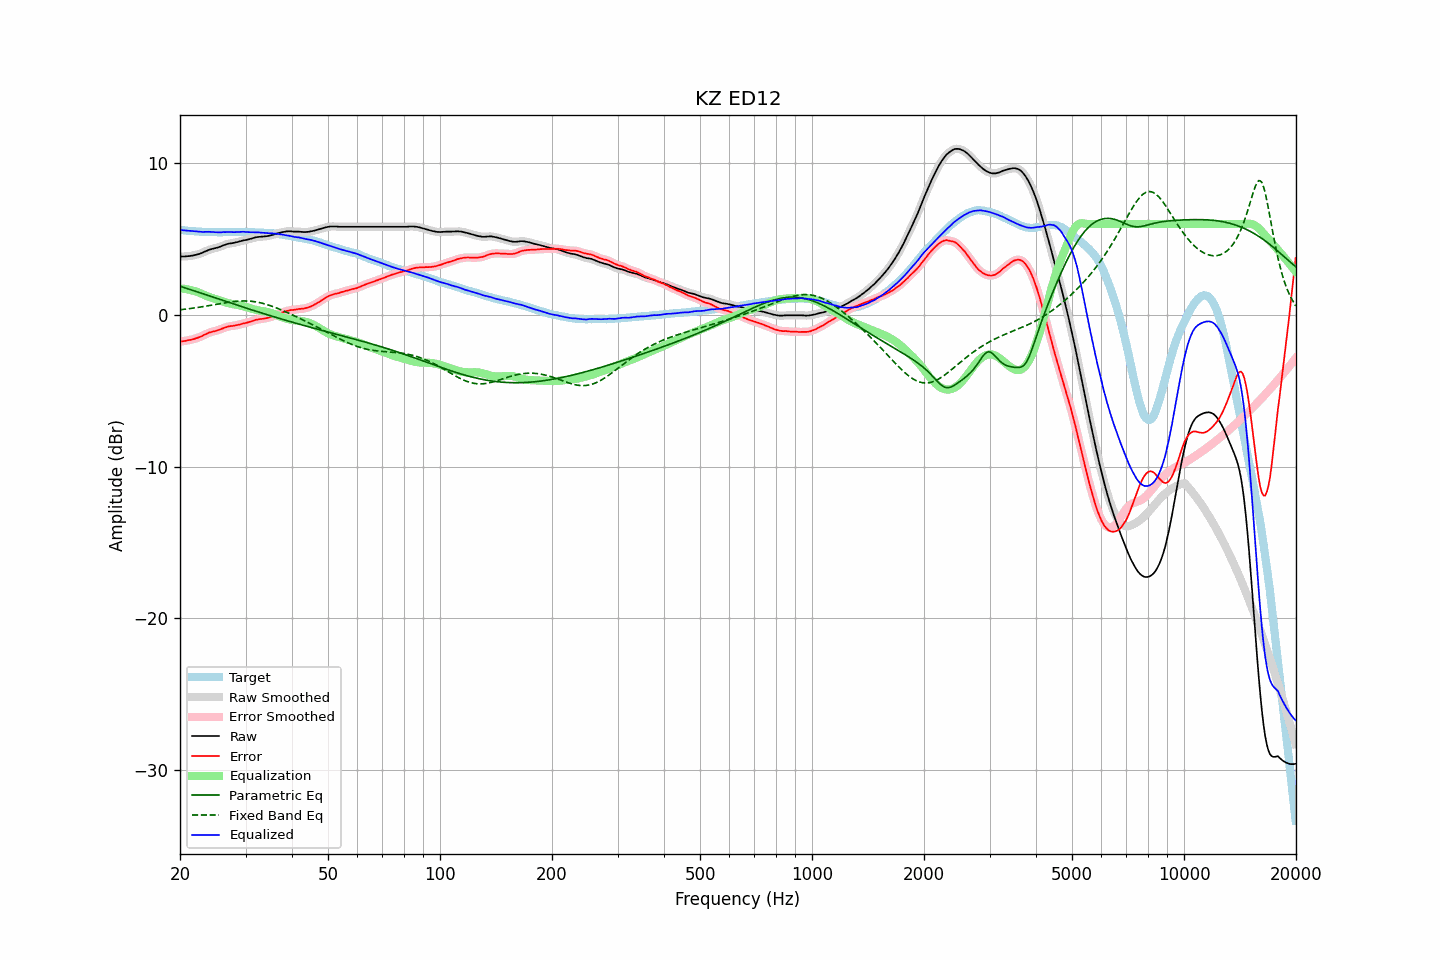 KZ ED12
Amplitude (dBr)
10
0
−10
−20
−30
Target
Raw Smoothed
Error Smoothed
Raw
Error
Equalization
Parametric Eq
Fixed Band Eq
Equalized
20 50 100 200 500 1000 2000 5000 10000 20000
Frequency (Hz)